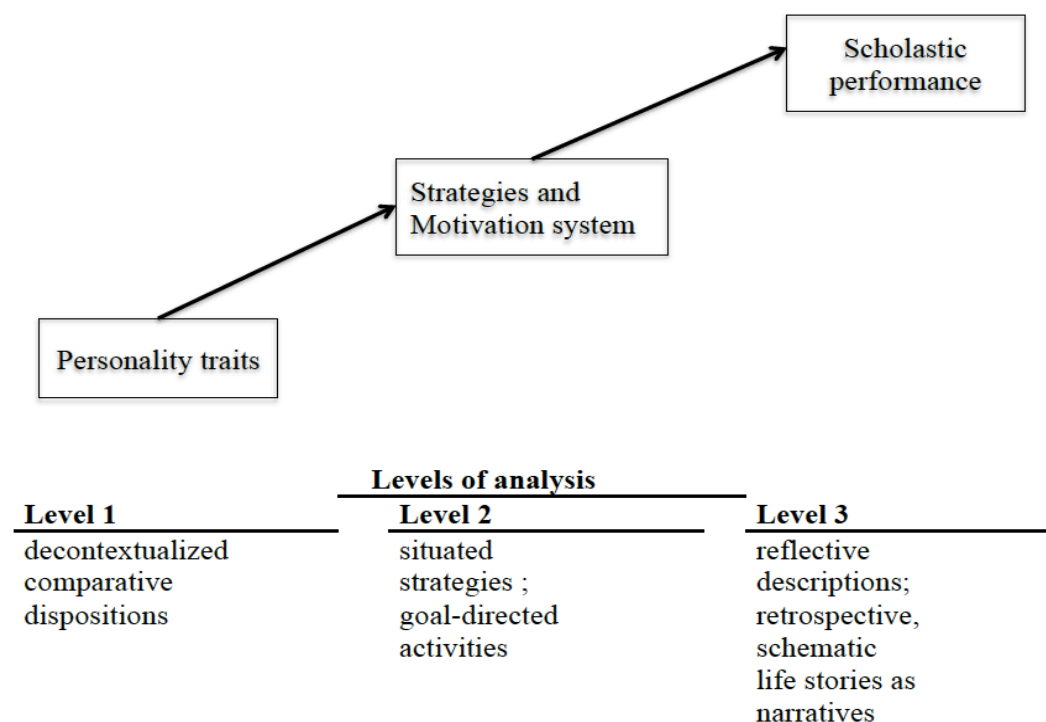 Scholastic
performance
Strategies and
Motivation system
Personality traits
Levels of analysis
Level 1
decontextualized
comparative
dispositions
Level 2
situated
strategies ;
goal-directed
activities
Level 3
reflective
descriptions;
retrospective,
schematic
life stories as
narratives